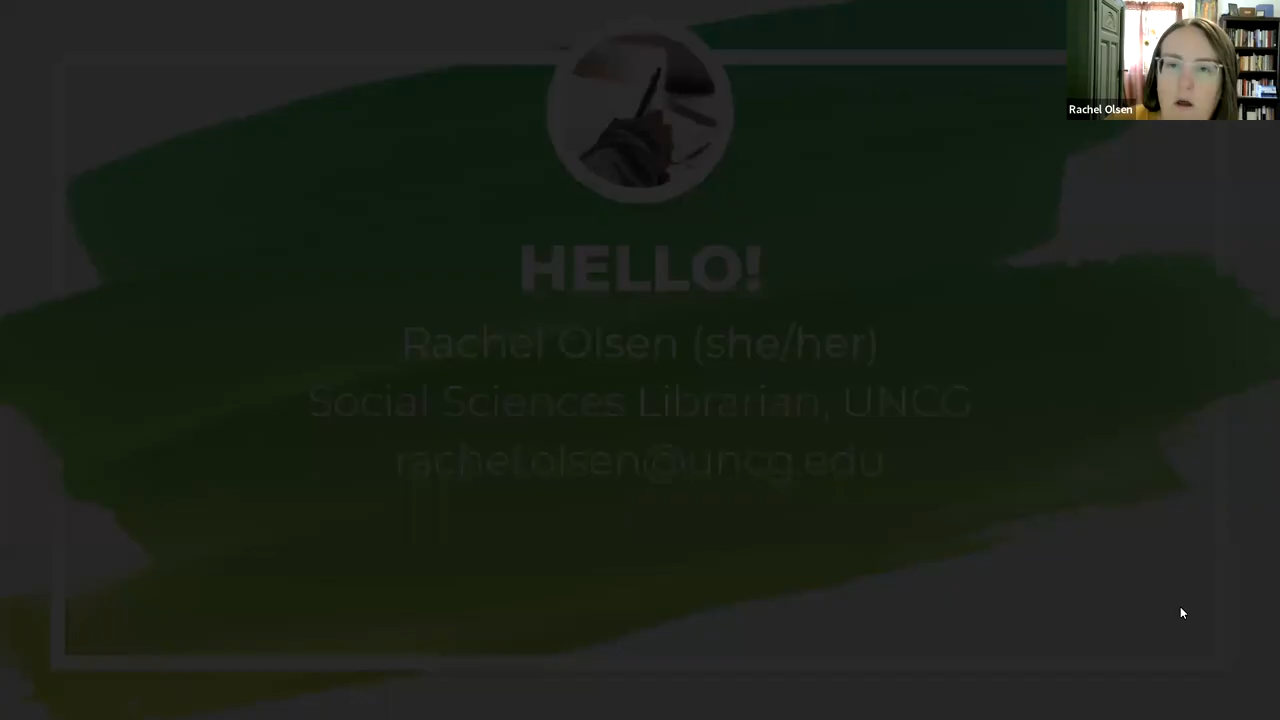 Rachel Olsen
HELLO!
Rachel Olsen (she/her)
Social Sciences Librarian, UNCG
rachel.olsen@uncg.edu